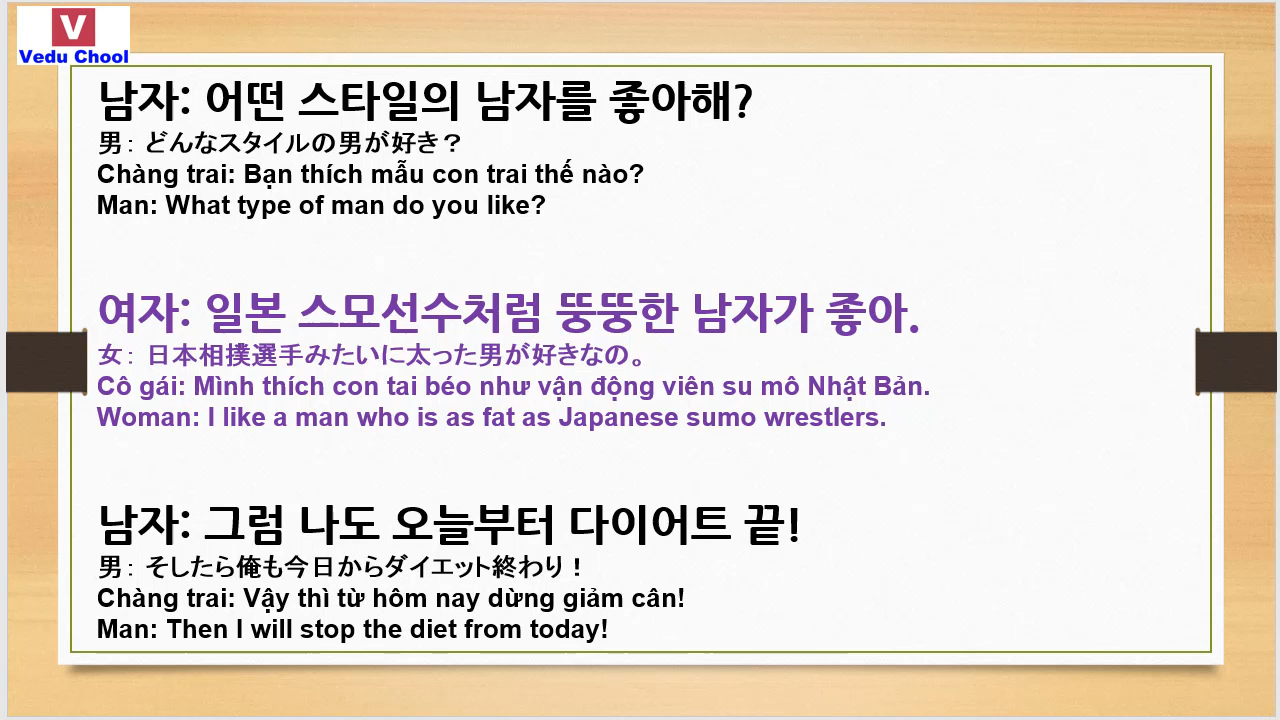 V
Vedu Chool
남자: 어떤 스타일의 남자를 좋아해?
男： どんなスタイルの男が好き？
Chàng trai: Bạn thích mẫu con trai thế nào?
Man: What type of man do you like?
여자: 일본 스모선수처럼 뚱뚱한 남자가 좋아.
女： 日本相撲選手みたいに太った男が好きなの。
Cô gái: Mình thích con tai béo như vận động viên su mô Nhật Bản.
Woman: I like a man who is as fat as Japanese sumo wrestlers.
남자: 그럼 나도 오늘부터 다이어트 끝!
男： そしたら俺も今日からダイエット終わり！
Chàng trai: Vậy thì từ hôm nay dừng giảm cân!
Man: Then I will stop the diet from today!